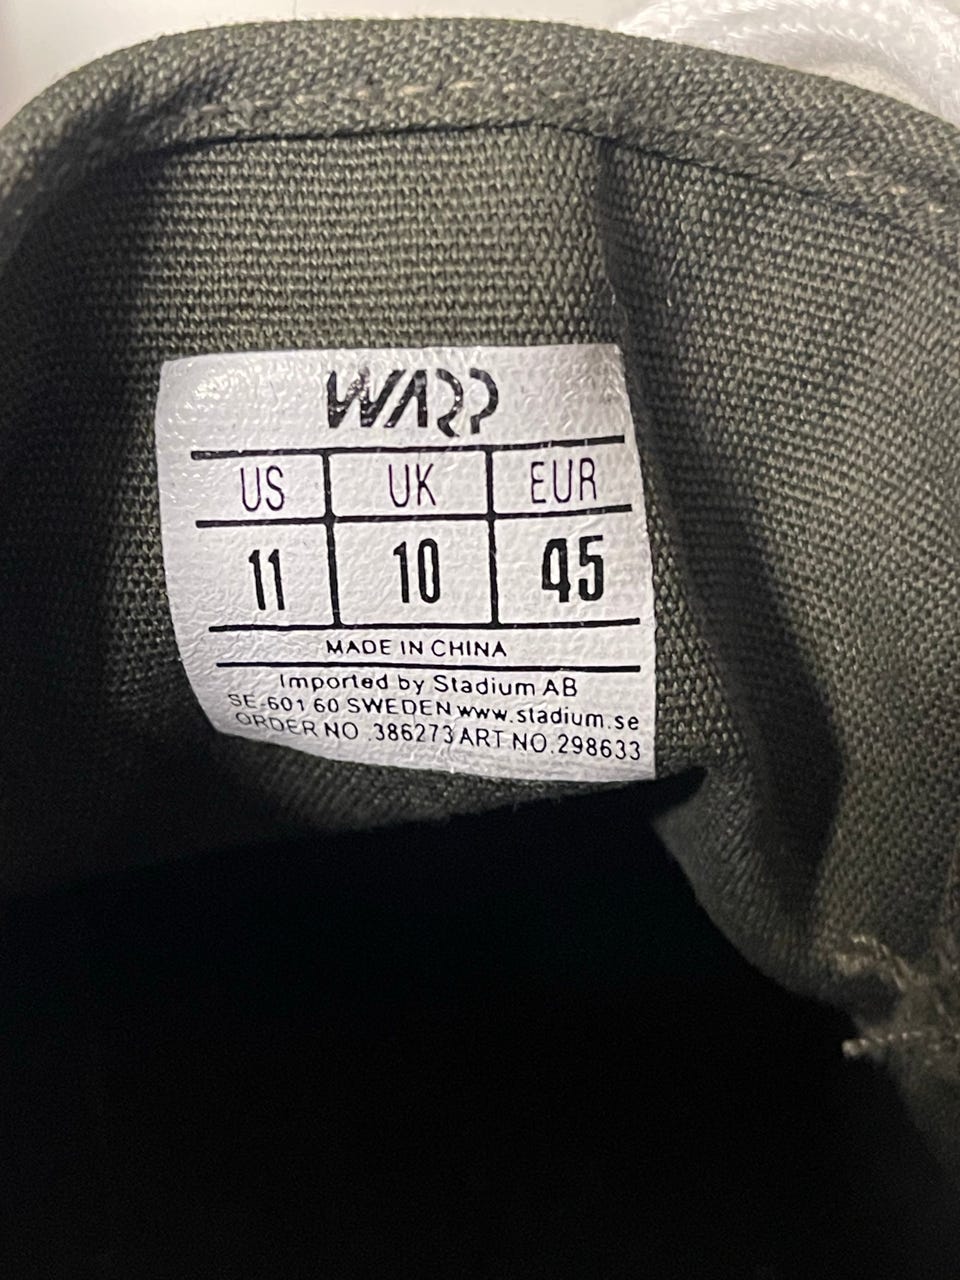 WARP
US UK EUR
11 10 45
MADE IN CHINA
Imported by Stadium AB
SE-601 60 SWEDEN www.stadium.se
ORDER NO .386273 ART NO.298633